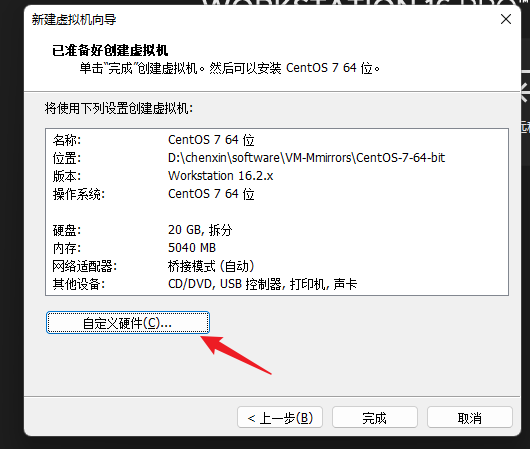 WORKSTATION 16 PRO™
新建虚拟机向导
已准备好创建虚拟机
单击“完成”创建虚拟机。然后可以安装 CentOS 7 64 位。
将使用下列设置创建虚拟机:
名称: CentOS 7 64 位
位置: D:\chenxin\software\VM-Mmirrors\CentOS-7-64-bit
版本: Workstation 16.2.x
操作系统: CentOS 7 64 位
硬盘: 20 GB, 拆分
内存: 5040 MB
网络适配器: 桥接模式 (自动)
其他设备: CD/DVD, USB 控制器, 打印机, 声卡
自定义硬件(C)...
< 上一步(B) 完成 取消